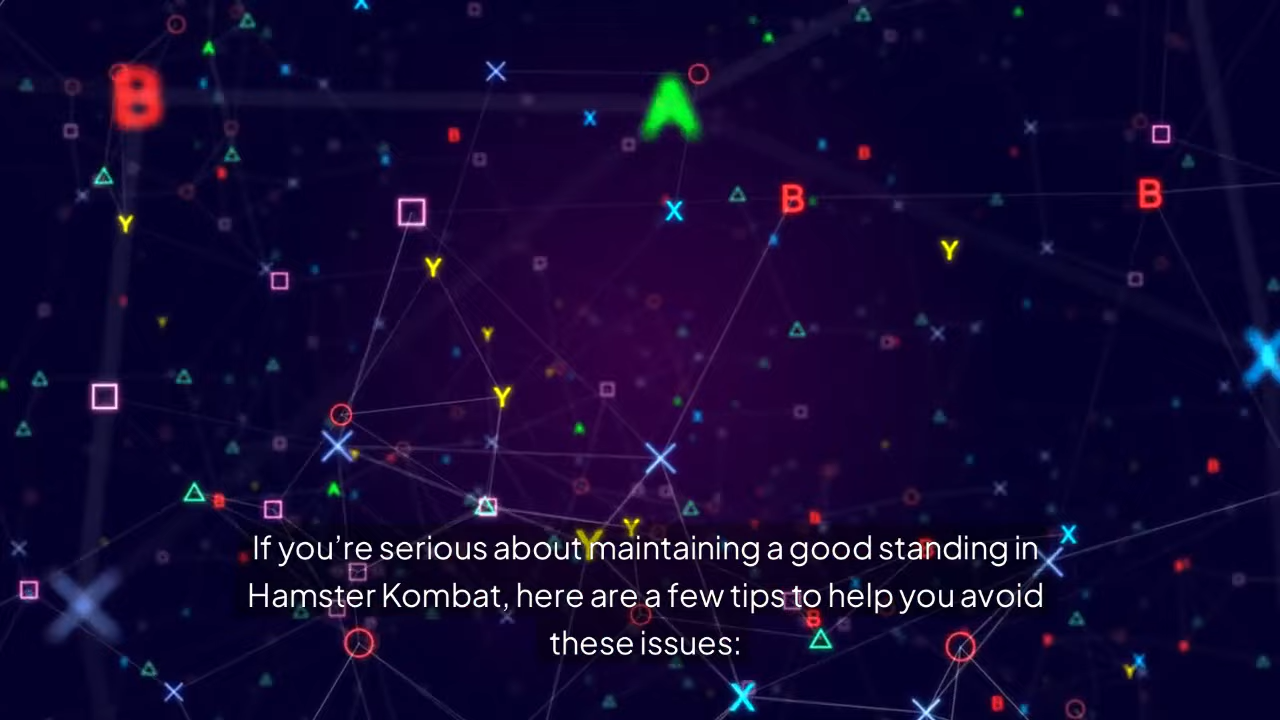 If you’re serious about maintaining a good standing in
Hamster Kombat, here are a few tips to help you avoid
these issues: